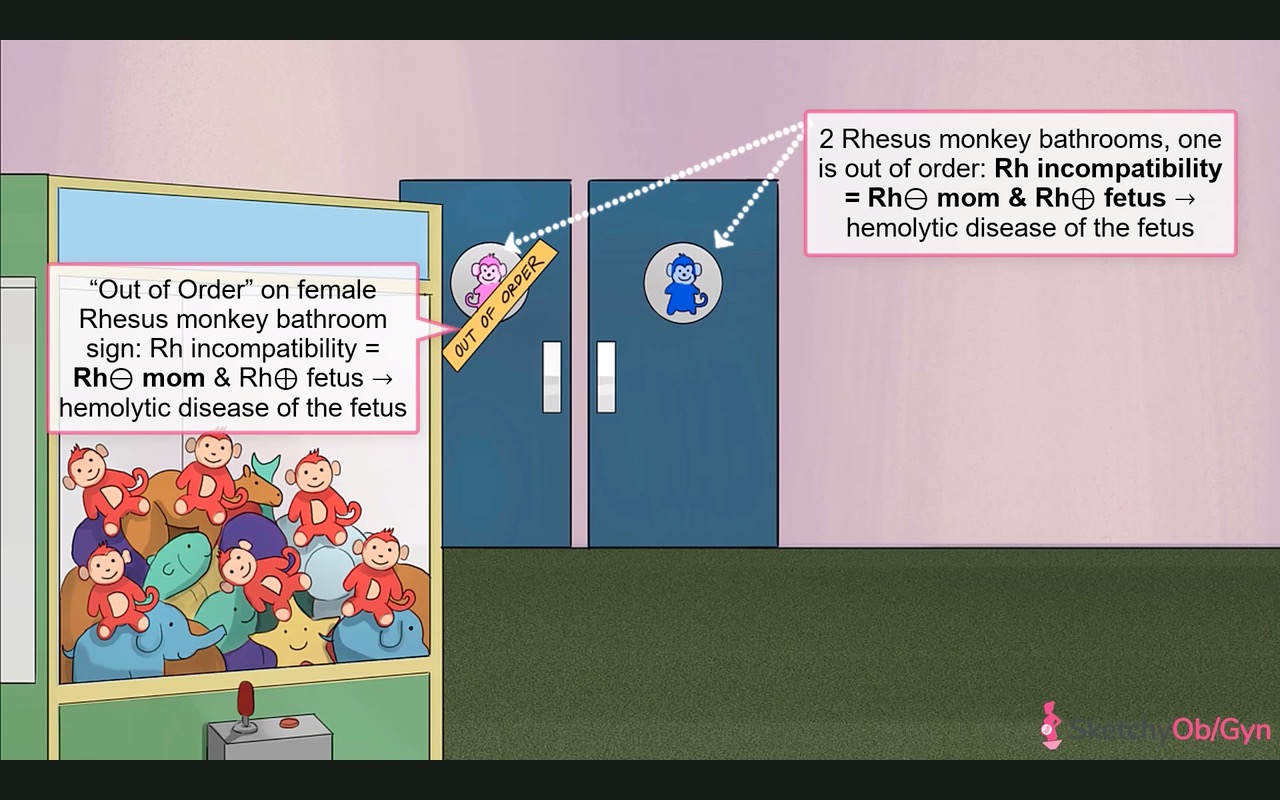 2 Rhesus monkey bathrooms, one
is out of order: Rh incompatibility
= Rh⊖ mom & Rh⊕ fetus →
hemolytic disease of the fetus
OUT OF ORDER
“Out of Order” on female
Rhesus monkey bathroom
sign: Rh incompatibility =
Rh⊖ mom & Rh⊕ fetus →
hemolytic disease of the fetus
D
D
D
D
D
SketchyOb/Gyn